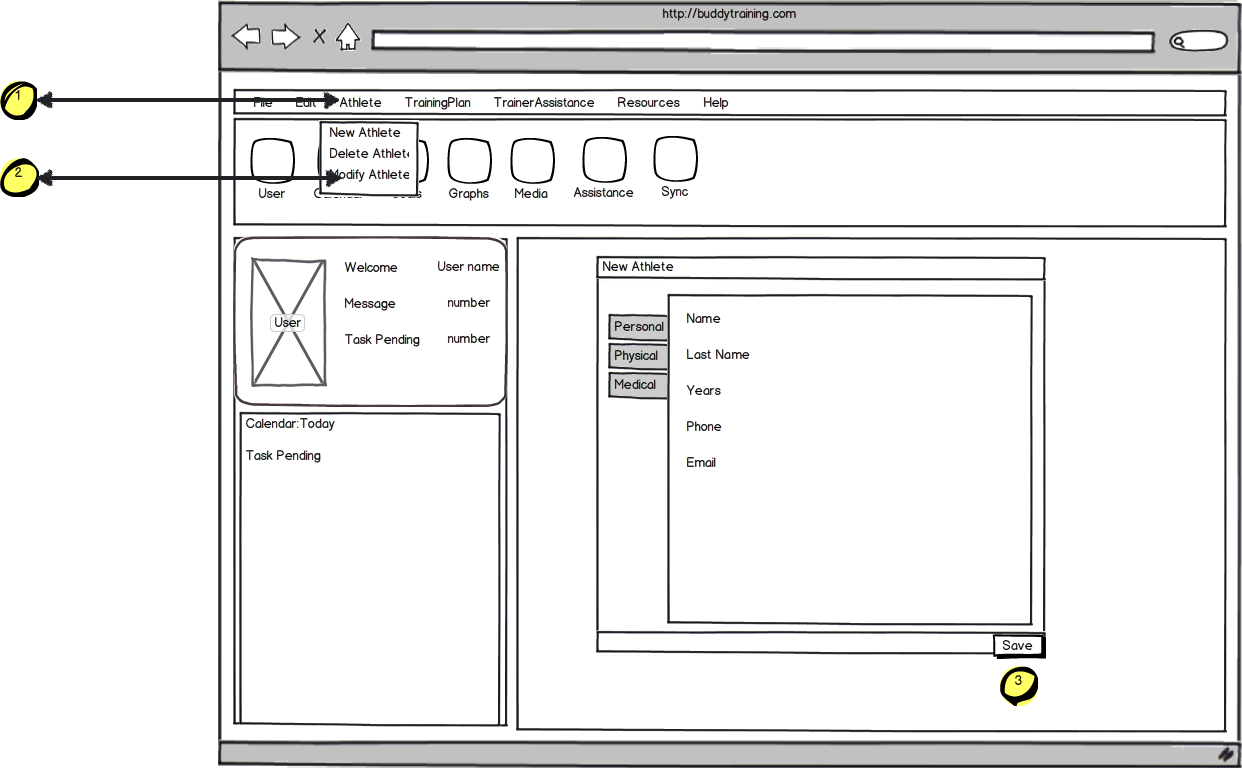 http://buddytraining.com
1
File Edit Athlete TrainingPlan TrainerAssistance Resources Help
New Athlete
Delete Athlete
2
Modify Athlete
User Calendar Graphs Media Assistance Sync
Welcome User name
Message number
User
Task Pending number
Calendar:Today
Task Pending
New Athlete
Personal
Physical
Medical
Name
Last Name
Years
Phone
Email
Save
3